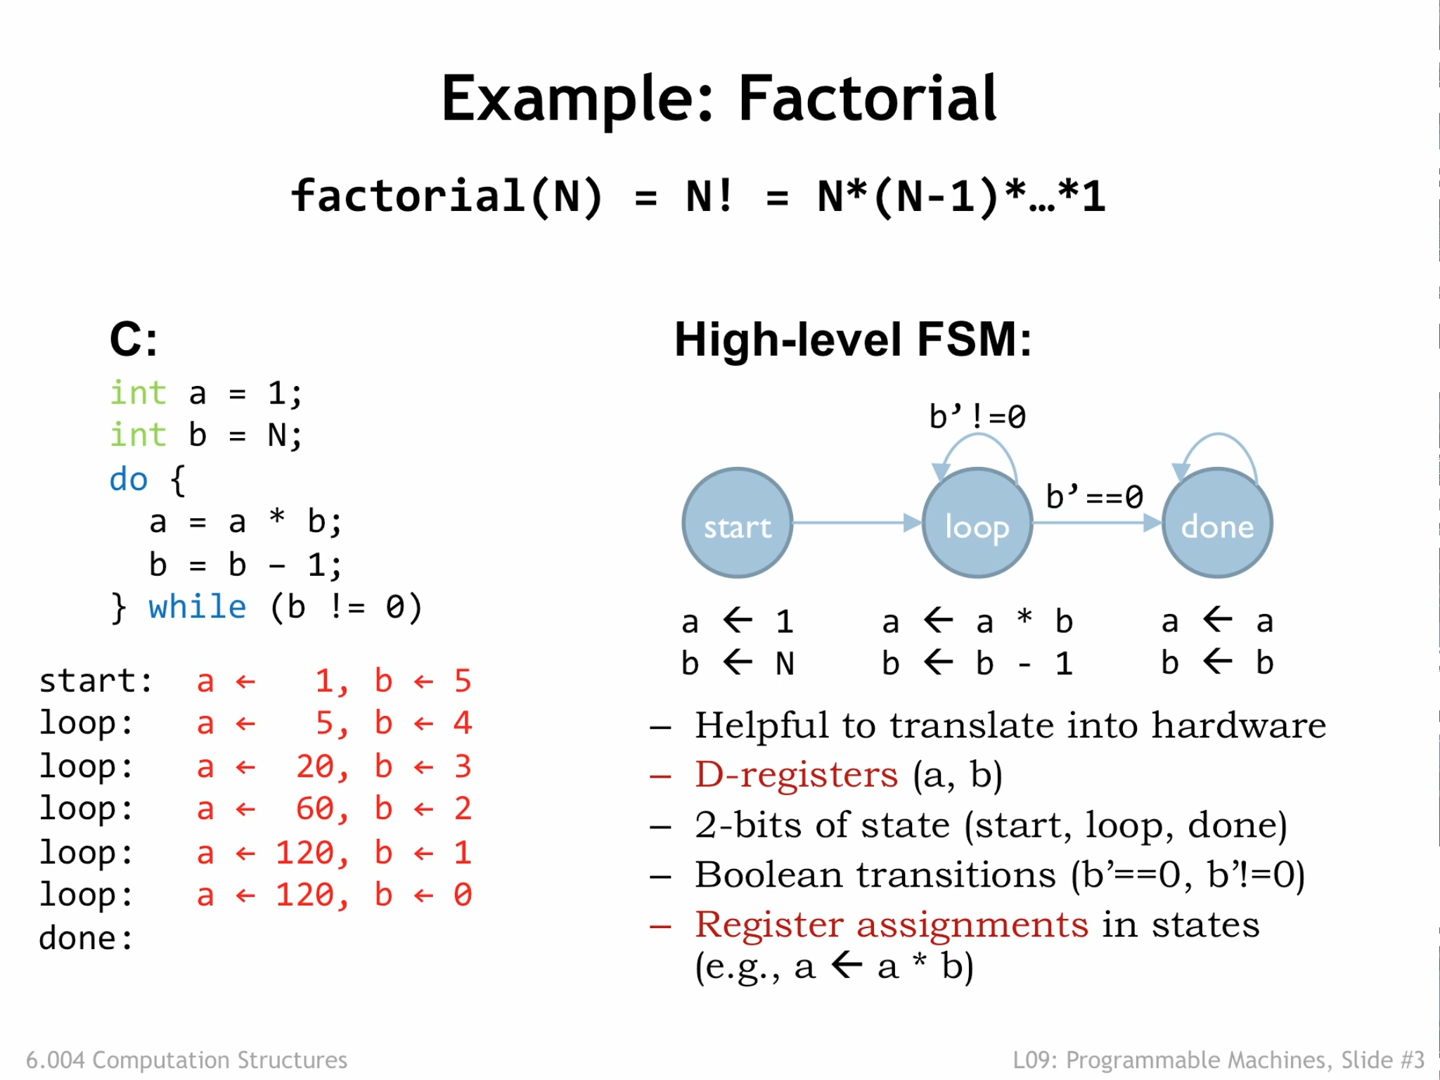 Example: Factorial
factorial(N) = N! = N*(N-1)*…*1
C:
int a = 1;
int b = N;
do {
a = a * b;
b = b – 1;
} while (b != 0)
start: a ← 1, b ← 5
loop: a ← 5, b ← 4
loop: a ← 20, b ← 3
loop: a ← 60, b ← 2
loop: a ← 120, b ← 1
loop: a ← 120, b ← 0
done:
High-level FSM:
b’!=0
b’==0
start
loop
done
a ← 1
b ← N
a ← a * b
b ← b - 1
a ← a
b ← b
– Helpful to translate into hardware
– D-registers (a, b)
– 2-bits of state (start, loop, done)
– Boolean transitions (b’==0, b’!=0)
– Register assignments in states
(e.g., a ← a * b)
6.004 Computation Structures
L09: Programmable Machines, Slide #3